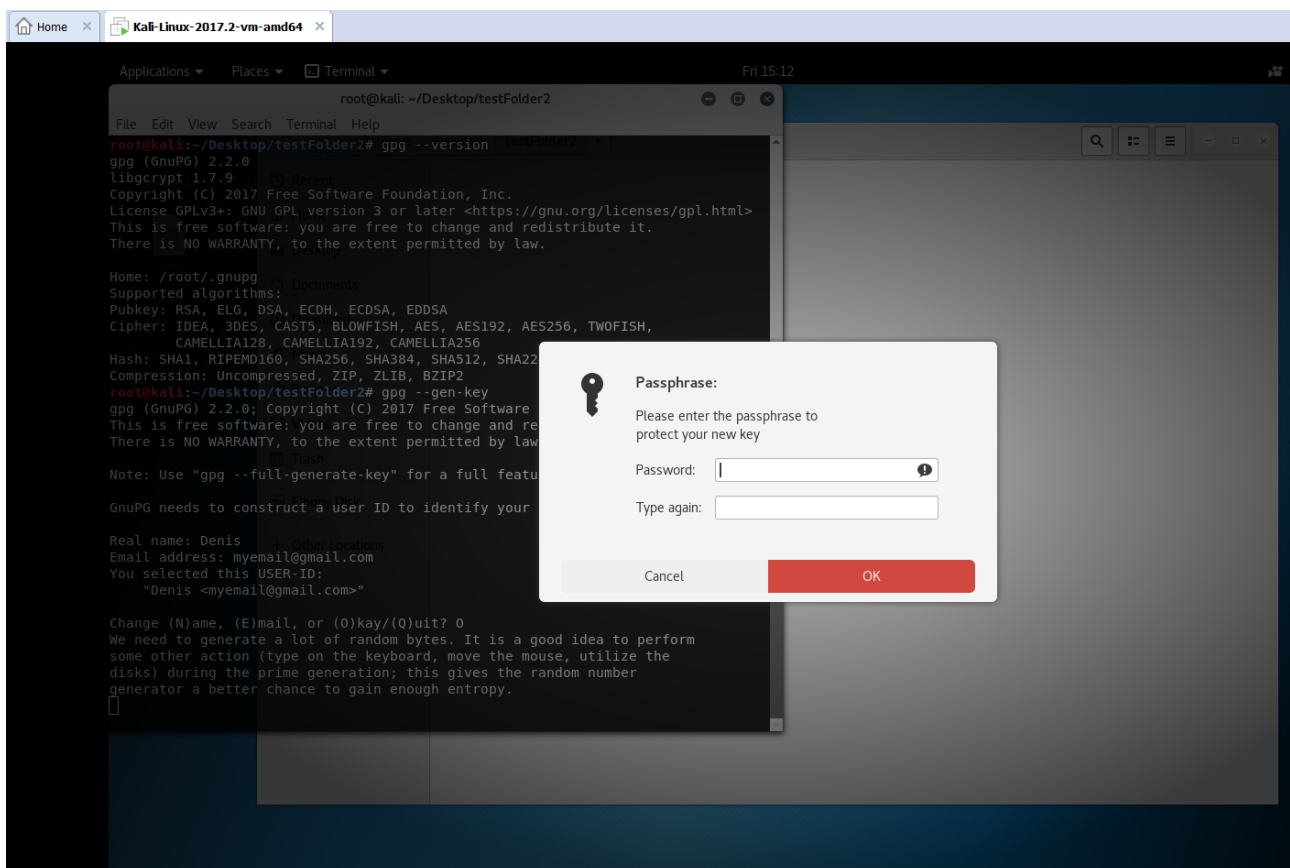 Home
Kali-Linux-2017.2-vm-amd64
Applications Places Terminal Fri 15:12
root@kali: ~/Desktop/testFolder2
File Edit View Search Terminal Help
root@kali:~/Desktop/testFolder2# gpg --version
testFolder2
gpg (GnuPG) 2.2.0
libgcrypt 1.7.9
Recent
Copyright (C) 2017 Free Software Foundation, Inc.
License GPLv3+: GNU GPL version 3 or later <https://gnu.org/licenses/gpl.html>
This is free software: you are free to change and redistribute it.
There is NO WARRANTY, to the extent permitted by law.
Desktop
Home: /root/.gnupg
Documents
Supported algorithms:
Pubkey: RSA, ELG, DSA, ECDH, ECDSA, EDDSA
Cipher: IDEA, 3DES, CAST5, BLOWFISH, AES, AES192, AES256, TWOFISH,
CAMELLIA128, CAMELLIA192, CAMELLIA256
Hash: SHA1, RIPEMD160, SHA256, SHA384, SHA512, SHA22
Compression: Uncompressed, ZIP, ZLIB, BZIP2
root@kali:~/Desktop/testFolder2# gpg --gen-key
gpg (GnuPG) 2.2.0; Copyright (C) 2017 Free Software
This is free software: you are free to change and re
There is NO WARRANTY, to the extent permitted by law
Trash
Note: Use "gpg --full-generate-key" for a full featu
Floppy Disk
GnuPG needs to construct a user ID to identify your
Real name: Denis
Other Locations
Email address: myemail@gmail.com
You selected this USER-ID:
"Denis <myemail@gmail.com>"
Change (N)ame, (E)mail, or (O)kay/(Q)uit? O
We need to generate a lot of random bytes. It is a good idea to perform
some other action (type on the keyboard, move the mouse, utilize the
disks) during the prime generation; this gives the random number
generator a better chance to gain enough entropy.
Passphrase:
Please enter the passphrase to
protect your new key
Password:
Type again:
Cancel OK